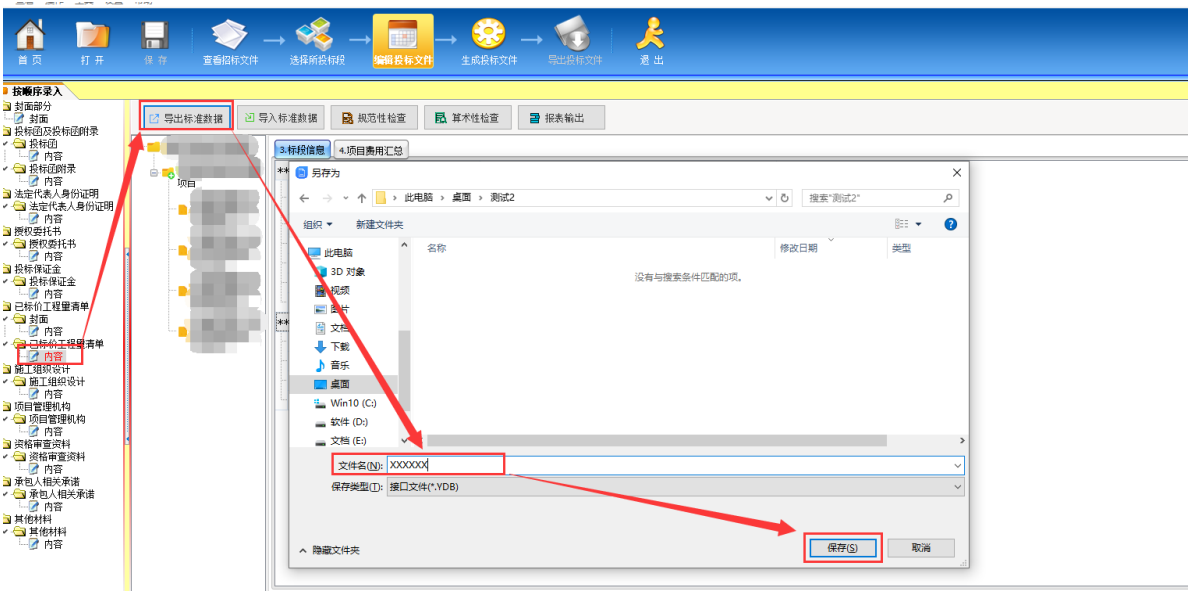 首页 打开 保存 查看招标文件 选择所投标段 编辑投标文件 生成投标文件 导出投标文件 退出
按顺序录入
封面部分
封面
投标函及投标函附录
投标函
内容
投标函附录
内容
法定代表人身份证明
法定代表人身份证明
内容
授权委托书
授权委托书
内容
投标保证金
投标保证金
内容
已标价工程量清单
封面
内容
已标价工程量清单
内容
施工组织设计
施工组织设计
内容
项目管理机构
项目管理机构
内容
资格审查资料
资格审查资料
内容
承包人相关承诺
承包人相关承诺
内容
其他材料
其他材料
内容
导出标准数据 导入标准数据 规范性检查 算术性检查 报表输出
项目
3.标段信息 4.项目费用汇总
**
**
另存为
此电脑 › 桌面 › 测试2
搜索"测试2"
组织 新建文件夹
名称 修改日期 类型
没有与搜索条件匹配的项。
此电脑
3D 对象
视频
图片
文档
下载
音乐
桌面
Win10 (C:)
软件 (D:)
文档 (E:)
文件名(N): XXXXXX
保存类型(T): 接口文件(*.YDB)
隐藏文件夹
保存(S) 取消